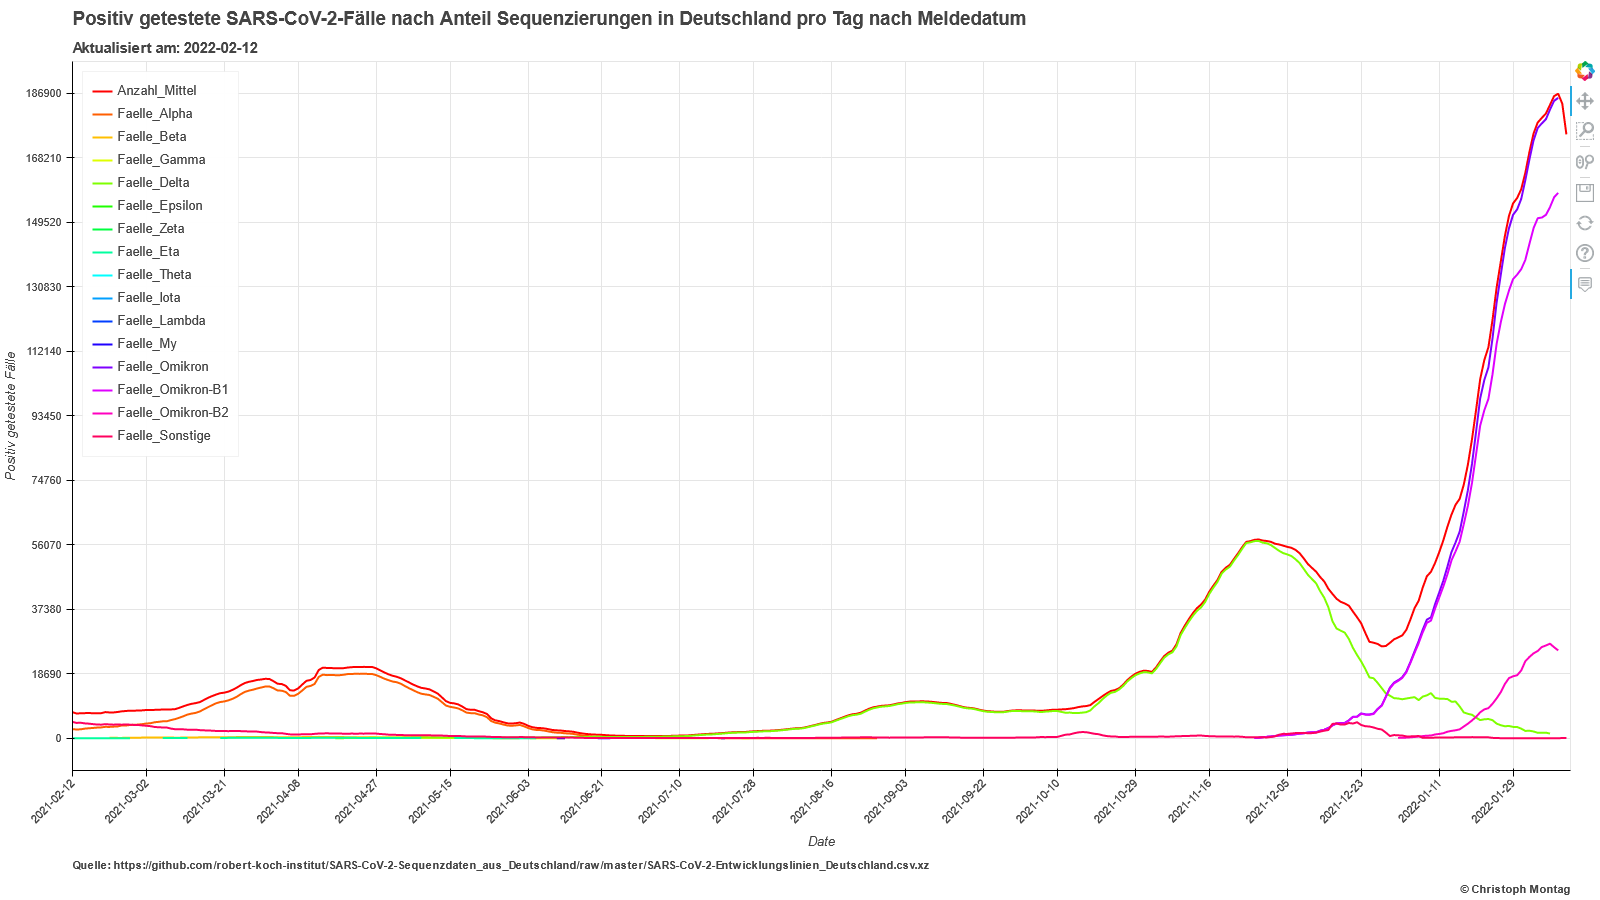 Positiv getestete SARS-CoV-2-Fälle nach Anteil Sequenzierungen in Deutschland pro Tag nach Meldedatum
Aktualisiert am: 2022-02-12
Anzahl_Mittel
Faelle_Alpha
Faelle_Beta
Faelle_Gamma
Faelle_Delta
Faelle_Epsilon
Faelle_Zeta
Faelle_Eta
Faelle_Theta
Faelle_Iota
Faelle_Lambda
Faelle_My
Faelle_Omikron
Faelle_Omikron-B1
Faelle_Omikron-B2
Faelle_Sonstige
Positiv getestete Fälle
186900
168210
149520
130830
112140
93450
74760
56070
37380
18690
0
2021-02-12
2021-03-02
2021-03-21
2021-04-08
2021-04-27
2021-05-15
2021-06-03
2021-06-21
2021-07-10
2021-07-28
2021-08-16
2021-09-03
2021-09-22
2021-10-10
2021-10-29
2021-11-16
2021-12-05
2021-12-23
2022-01-11
2022-01-29
Date
Quelle: https://github.com/robert-koch-institut/SARS-CoV-2-Sequenzdaten_aus_Deutschland/raw/master/SARS-CoV-2-Entwicklungslinien_Deutschland.csv.xz
© Christoph Montag